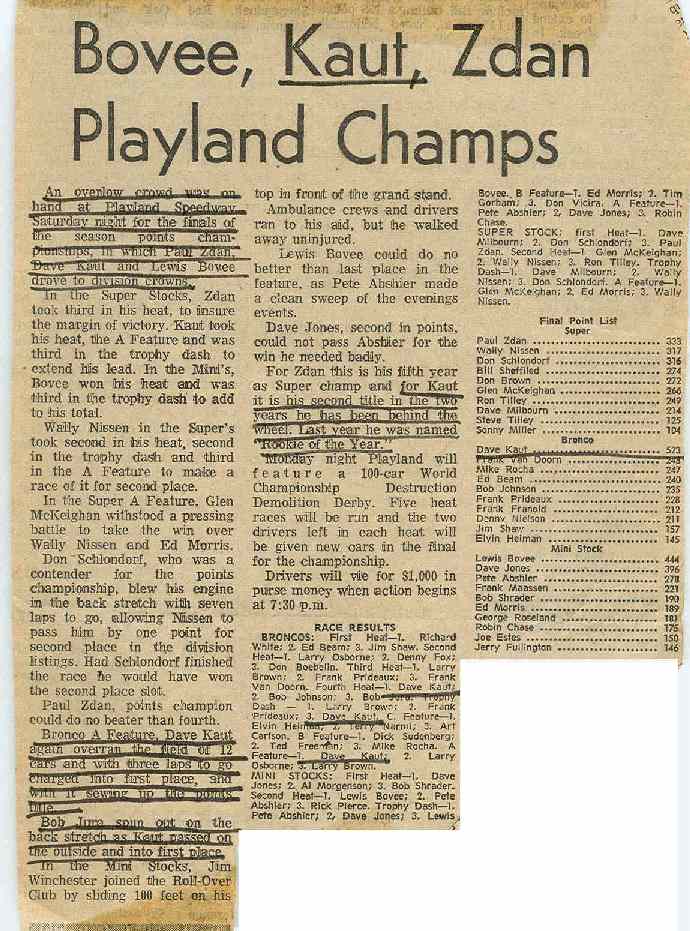 Bovee, Kaut, Zdan
Playland Champs
An overlow crowd was on
hand at Playland Speedway
Saturday night for the finals of
the season points cham-
pionships, in which Paul Zdan,
Dave Kaut and Lewis Bovee
drove to division crowns.
In the Super Stocks, Zdan
took third in his heat, to insure
the margin of victory. Kaut took
his heat, the A Feature and was
third in the trophy dash to
extend his lead. In the Mini's,
Bovee won his heat and was
third in the trophy dash to add
to his total.
Wally Nissen in the Super's
took second in his heat, second
in the trophy dash and third
in the A Feature to make a
race of it for second place.
In the Super A Feature, Glen
McKeighan withstood a pressing
battle to take the win over
Wally Nissen and Ed Morris.
Don Schlondorf, who was a
contender for the points
championship, blew his engine
in the back stretch with seven
laps to go, allowing Nissen to
pass him by one point for
second place in the division
listings. Had Schlondorf finished
the race he would have won
the second place slot.
Paul Zdan, points champion
could do no beater than fourth.
Bronco A Feature, Dave Kaut
again overran the field of 12
cars and with three laps to go
charged into first place, and
with it sewing up the points
title.
Bob Jura spun out on the
back stretch as Kaut passed on
the outside and into first place.
In the Mini Stocks, Jim
Winchester joined the Roll-Over
Club by sliding 100 feet on his
top in front of the grand stand.
Ambulance crews and drivers
ran to his aid, but he walked
away uninjured.
Lewis Bovee could do no
better than last place in the
feature, as Pete Abshier made
a clean sweep of the evenings
events.
Dave Jones, second in points,
could not pass Abshier for the
win he needed badly.
For Zdan this is his fifth year
as Super champ and for Kaut
it is his second title in the two
years he has been behind the
wheel. Last year he was named
"Rookie of the Year."
Monday night Playland will
feature a 100-car World
Championship Destruction
Demolition Derby. Five heat
races will be run and the two
drivers left in each heat will
be given new cars in the final
for the championship.
Drivers will vie for $1,000 in
purse money when action begins
at 7:30 p.m.
RACE RESULTS
BRONCOS: First Heat—1. Richard
White; 2. Ed Beam; 3. Jim Shaw. Second
Heat—1. Larry Osborne; 2. Denny Fox;
3. Don Boebelin. Third Heat—1. Larry
Brown; 2. Frank Prideaux; 3. Frank
Van Doorn. Fourth Heat—1. Dave Kaut;
2. Bob Johnson; 3. Bob Jura. Trophy
Dash — 1. Larry Brown; 2. Frank
Prideaux; 3. Dave Kaut. C Feature—1.
Elvin Heiman; 2. Terry Narmi; 3. Art
Carlson. B Feature—1. Dick Sudenberg;
2. Ted Freeman; 3. Mike Rocha. A
Feature—1. Dave Kaut; 2. Larry
Osborne; 3. Larry Brown.
MINI STOCKS: First Heat—1. Dave
Jones; 2. Al Morgenson; 3. Bob Shrader.
Second Heat—1. Lewis Bovee; 2. Pete
Abshier; 3. Rick Pierce. Trophy Dash—1.
Pete Abshier; 2. Dave Jones; 3. Lewis
Bovee. B Feature—1. Ed Morris; 2. Tim
Gorham. 3. Don Vicira. A Feature—1.
Pete Abshier; 2. Dave Jones; 3. Robin
Chase.
SUPER STOCK: first Heat—1. Dave
Milbourn; 2. Don Schlondorf; 3. Paul
Zdan. Second Heat—1 Glen McKeighan;
2. Wally Nissen; 3. Ron Tilley. Trophy
Dash—1. Dave Milbourn; 2. Wally
Nissen; 3. Don Schlondorf. A Feature—1.
Glen McKeighan; 2, Ed Morris; 3. Wally
Nissen.
Final Point List
Super
Paul Zdan 333
Wally Nissen 317
Don Schlondorf 316
Bill Sheffiled 274
Don Brown 272
Glen McKeighan 266
Ron Tilley 249
Dave Milbourn 214
Steve Tilley 125
Sonny Miller 104
Bronco
Dave Kaut 523
Frank Van Doorn
Mike Rocha 247
Ed Beam 240
Bob Johnson 235
Frank Prideaux 228
Frank Franold 212
Denny Nielson 211
Jim Shaw 157
Elvin Heiman 145
Mini Stock
Lewis Bovee 444
Dave Jones 396
Pete Abshier 278
Frank Maassen 221
Bob Shrader 190
Ed Morris 189
George Roseland 181
Robin Chase 175
Joe Estes 150
Jerry Fullington 146